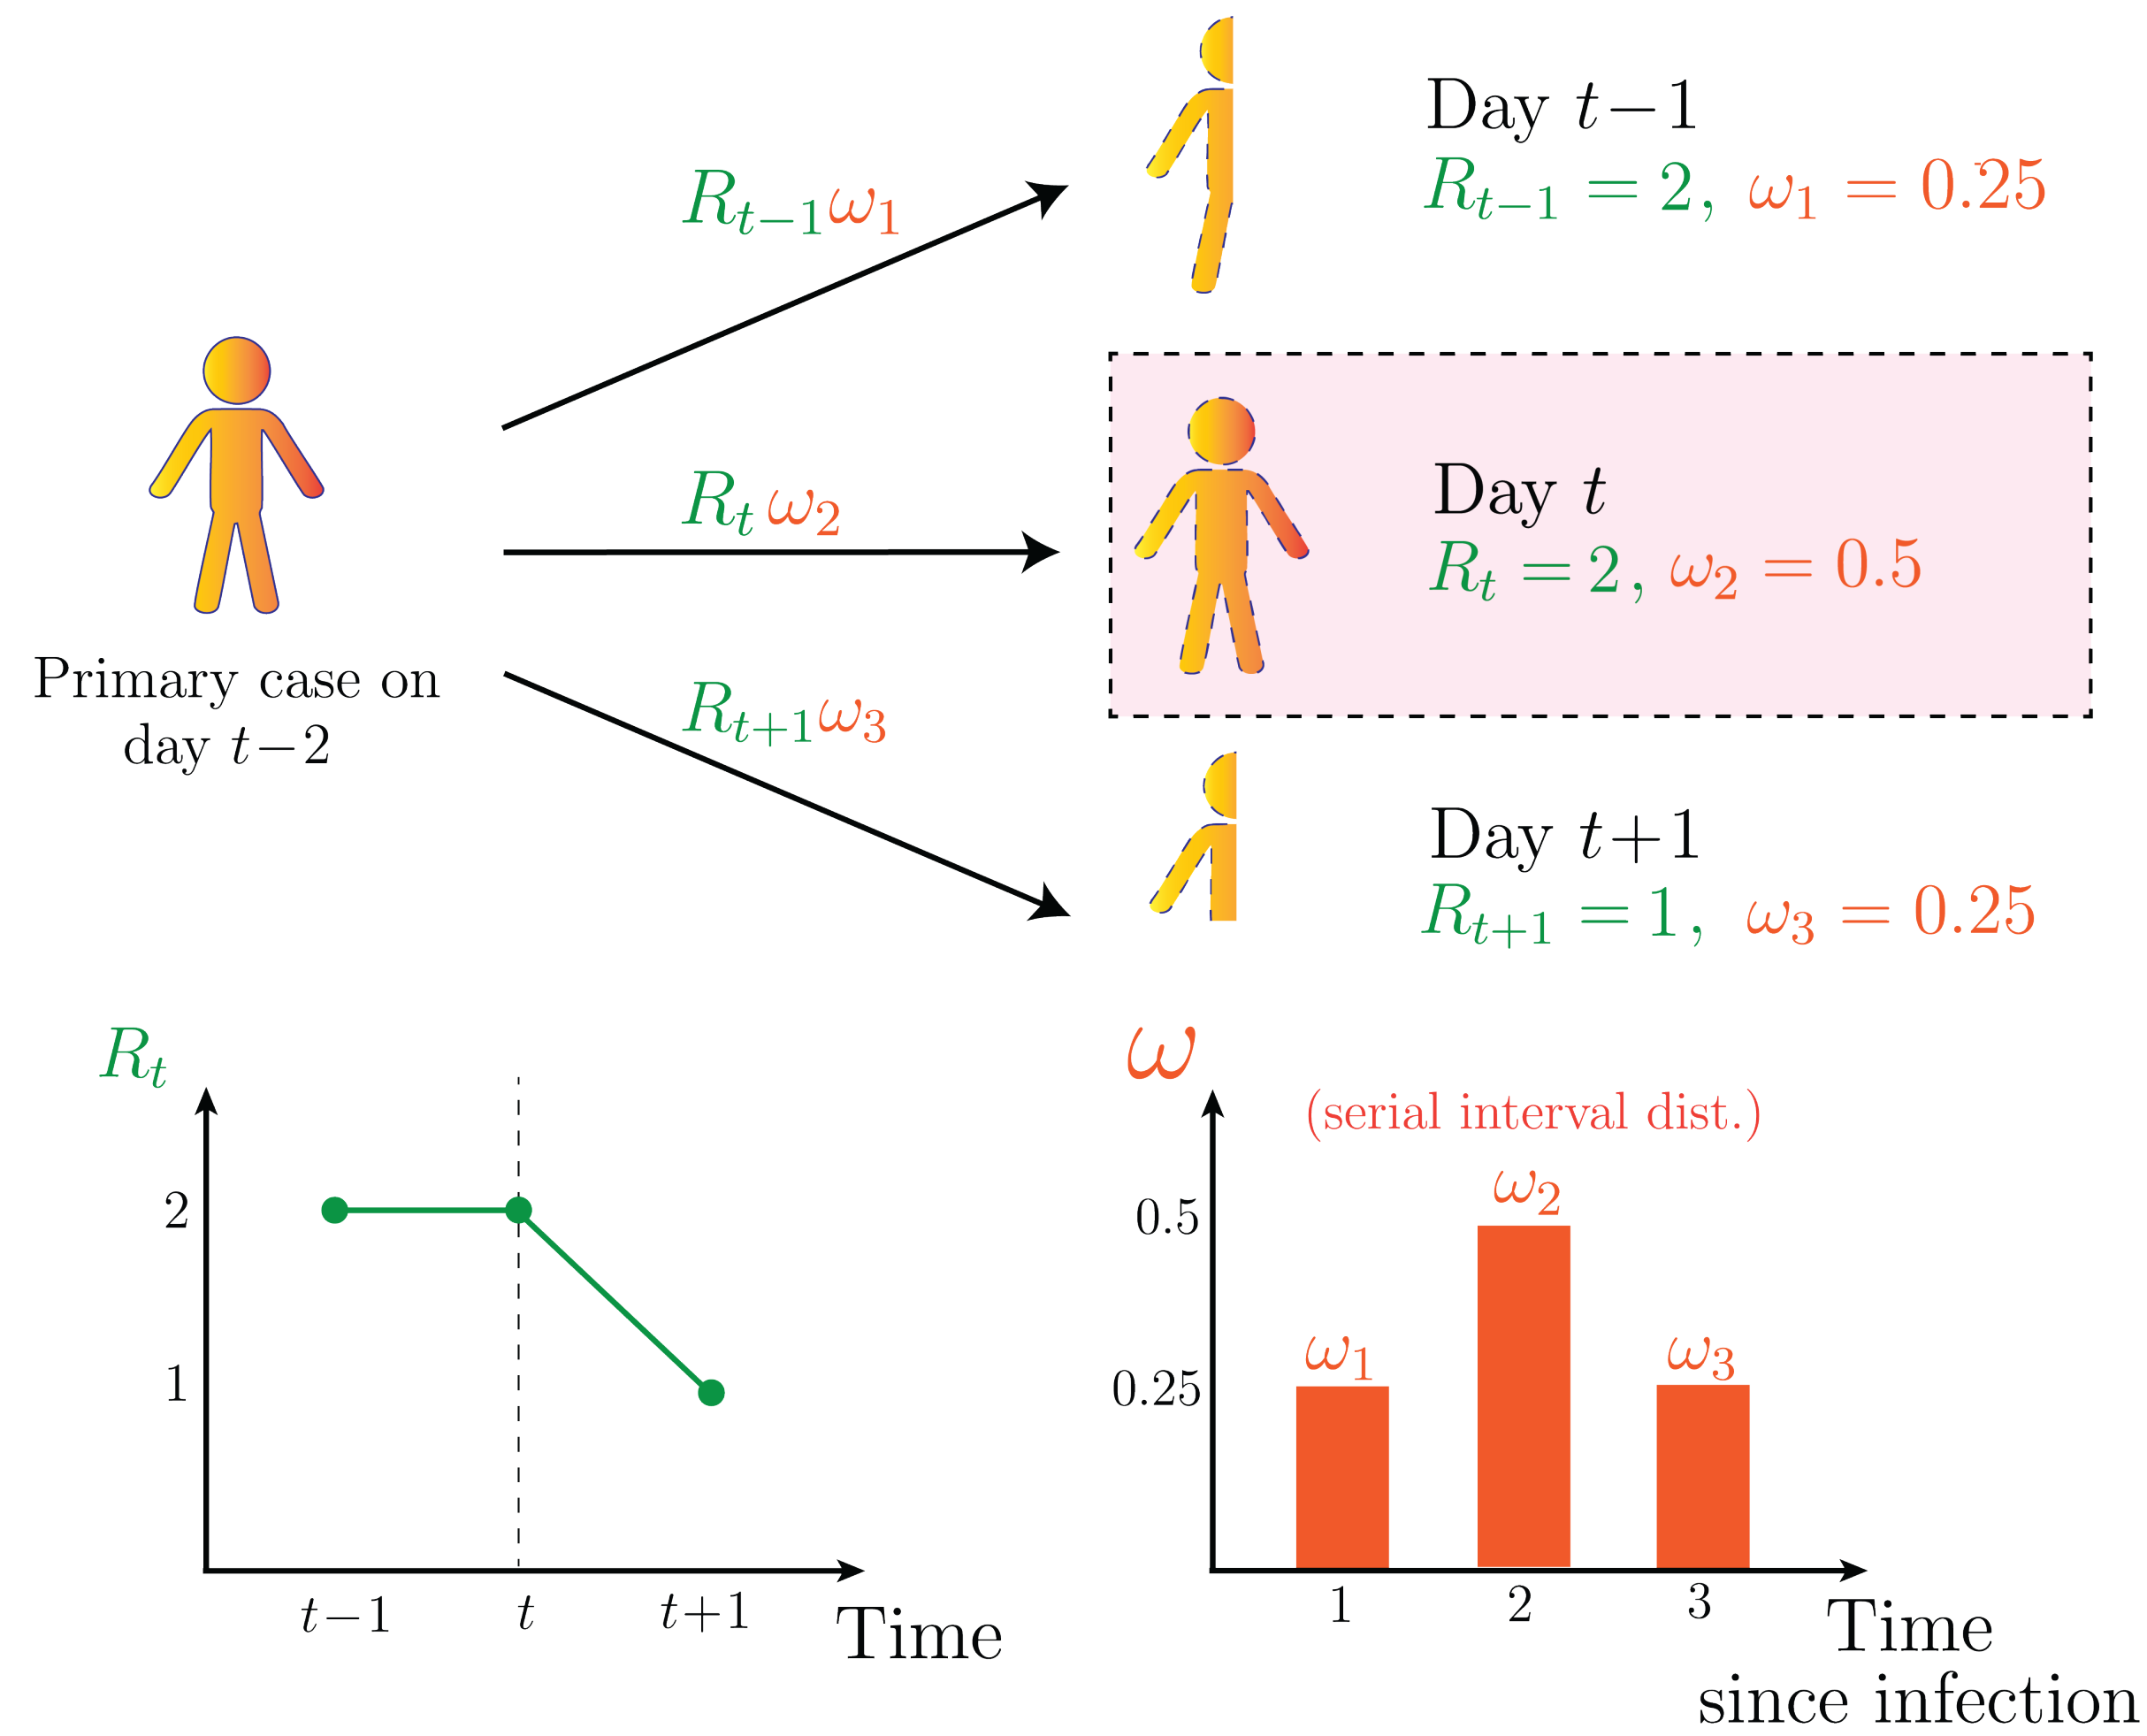 Day t−1
R_{t−1} = 2, ω_1 = 0.25
R_{t−1}ω_1
Day t
R_t = 2, ω_2 = 0.5
R_tω_2
Primary case on
day t−2
R_{t+1}ω_3
Day t+1
R_{t+1} = 1, ω_3 = 0.25
R_t
2
1
t−1
t
t+1
Time
ω
(serial interval dist.)
0.5
0.25
ω_1
ω_2
ω_3
1
2
3
Time
since infection